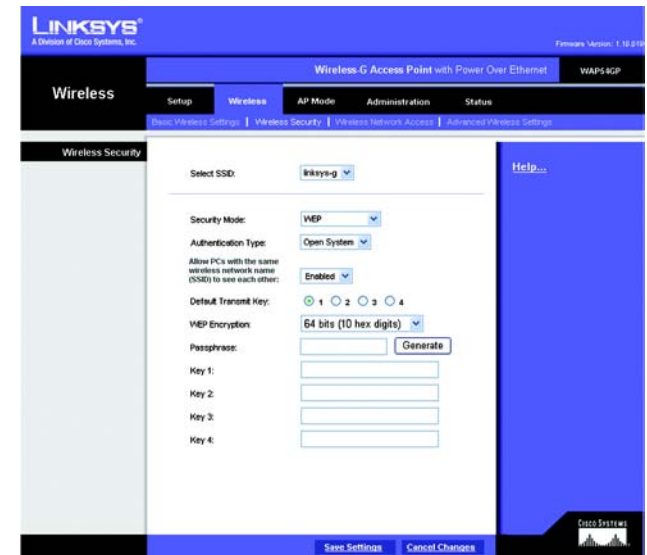 LINKSYS®
A Division of Cisco Systems, Inc.
Firmware Version: 1.10
Wireless-G Access Point with Power Over Ethernet
WAP54GP
Wireless
Setup
Wireless
AP Mode
Administration
Status
Basic Wireless Settings | Wireless Security | Wireless Network Access | Advanced Wireless Settings
Wireless Security
Help...
Select SSID: linksys-g
Security Mode: WEP
Authentication Type: Open System
Allow PCs with the same
wireless network name
(SSID) to see each other: Enabled
Default Transmit Key: 1 2 3 4
WEP Encryption: 64 bits (10 hex digits)
Passphrase: Generate
Key 1:
Key 2:
Key 3:
Key 4:
CISCO SYSTEMS
Save Settings
Cancel Changes